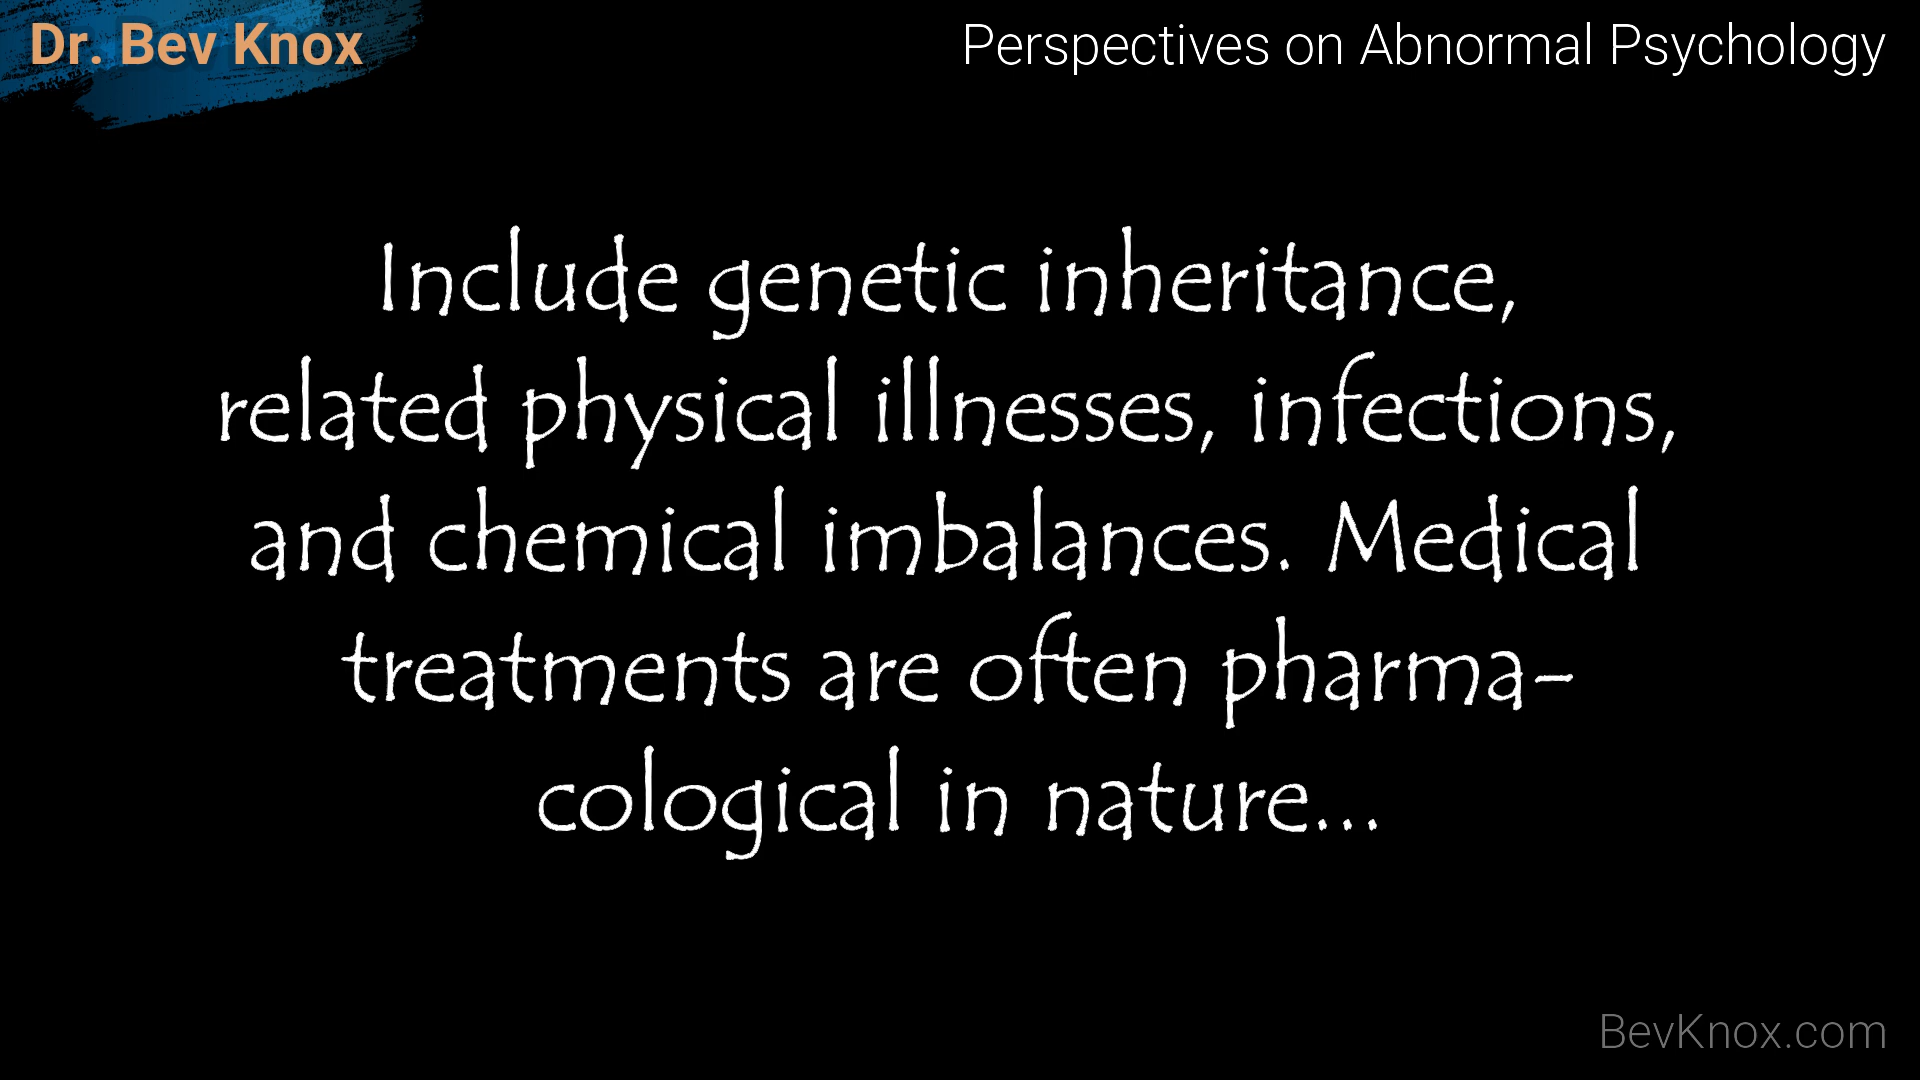 Dr. Bev Knox
Perspectives on Abnormal Psychology
Include genetic inheritance,
related physical illnesses, infections,
and chemical imbalances. Medical
treatments are often pharma-
cological in nature...
BevKnox.com